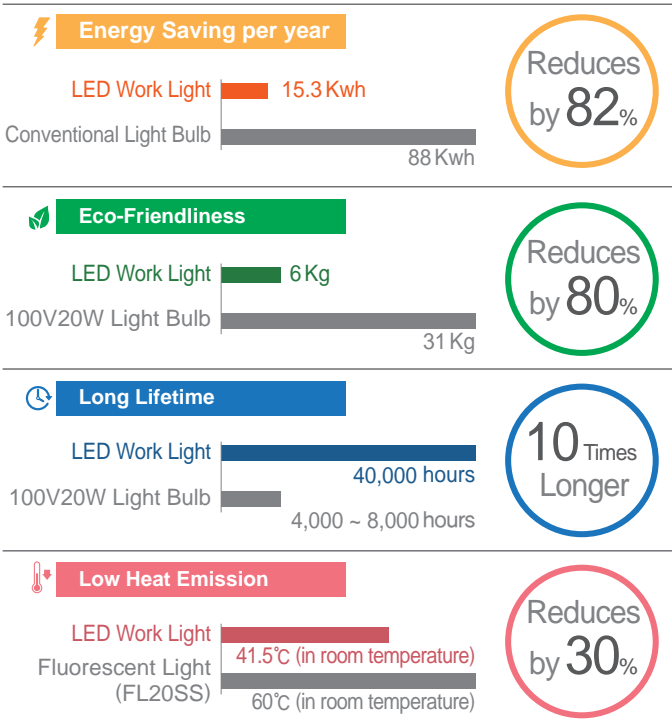 Energy Saving per year
LED Work Light
15.3 Kwh
Conventional Light Bulb
88 Kwh
Reduces
by 82%
Eco-Friendliness
LED Work Light
6 Kg
100V20W Light Bulb
31 Kg
Reduces
by 80%
Long Lifetime
LED Work Light
40,000 hours
100V20W Light Bulb
4,000 ~ 8,000 hours
10 Times
Longer
Low Heat Emission
LED Work Light
41.5℃ (in room temperature)
Fluorescent Light
(FL20SS)
60℃ (in room temperature)
Reduces
by 30%